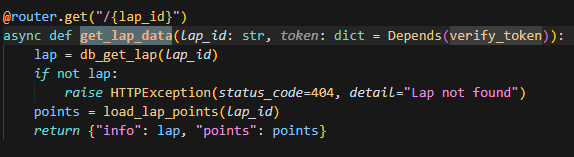 @router.get("/{lap_id}")
async def get_lap_data(lap_id: str, token: dict = Depends(verify_token)):
    lap = db_get_lap(lap_id)
    if not lap:
        raise HTTPException(status_code=404, detail="Lap not found")
    points = load_lap_points(lap_id)
    return {"info": lap, "points": points}